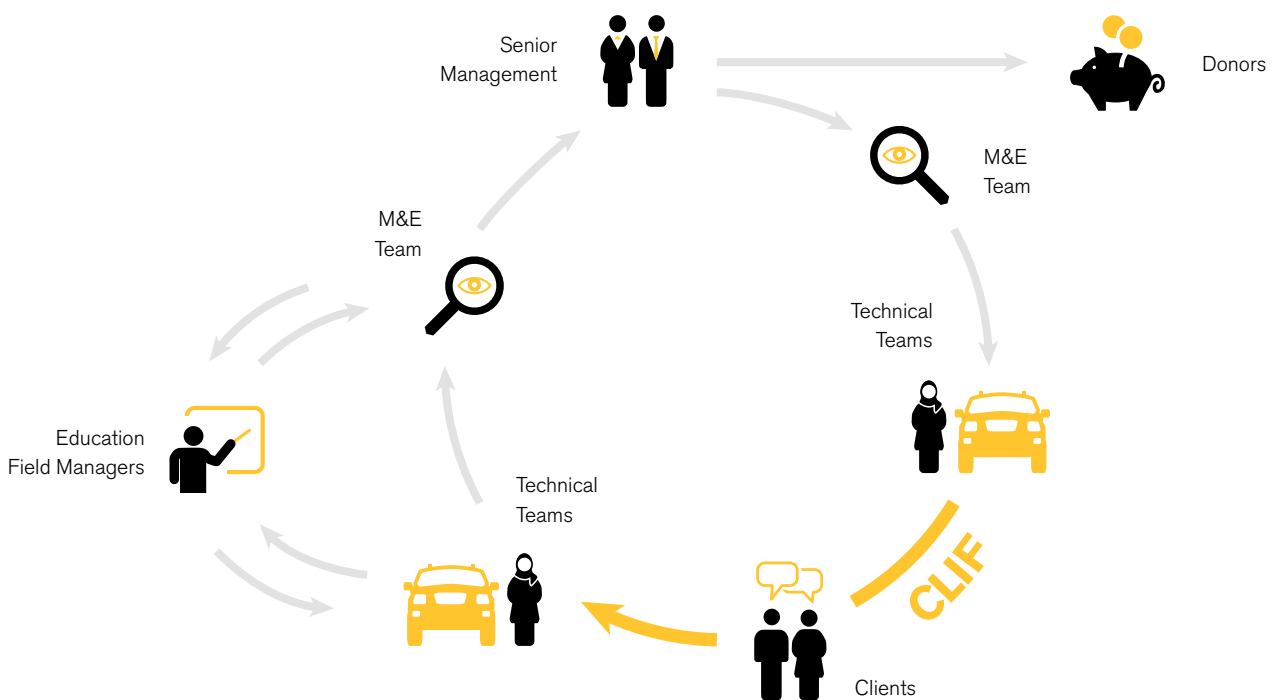 Senior
Management
Donors
M&E
Team
M&E
Team
Technical
Teams
Education
Field Managers
Technical
Teams
CLIF
Clients